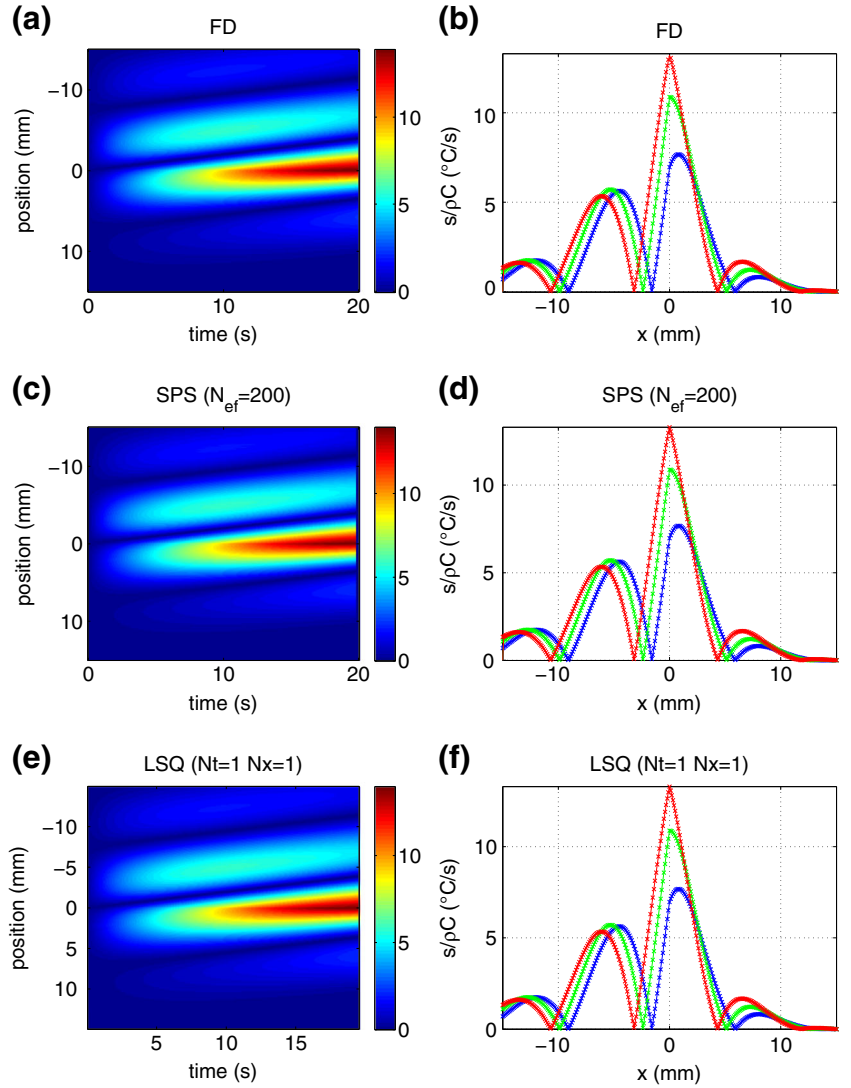 (a)
FD
position (mm)
−10
0
10
0
10
20
time (s)
10
5
0
(b)
FD
s/ρC (°C/s)
10
5
0
−10
0
10
x (mm)
(c)
SPS (N_ef=200)
position (mm)
−10
0
10
0
10
20
time (s)
10
5
0
(d)
SPS (N_ef=200)
s/ρC (°C/s)
10
5
0
−10
0
10
x (mm)
(e)
LSQ (Nt=1 Nx=1)
position (mm)
−10
−5
0
5
10
5
10
15
time (s)
10
5
0
(f)
LSQ (Nt=1 Nx=1)
s/ρC (°C/s)
10
5
0
−10
0
10
x (mm)